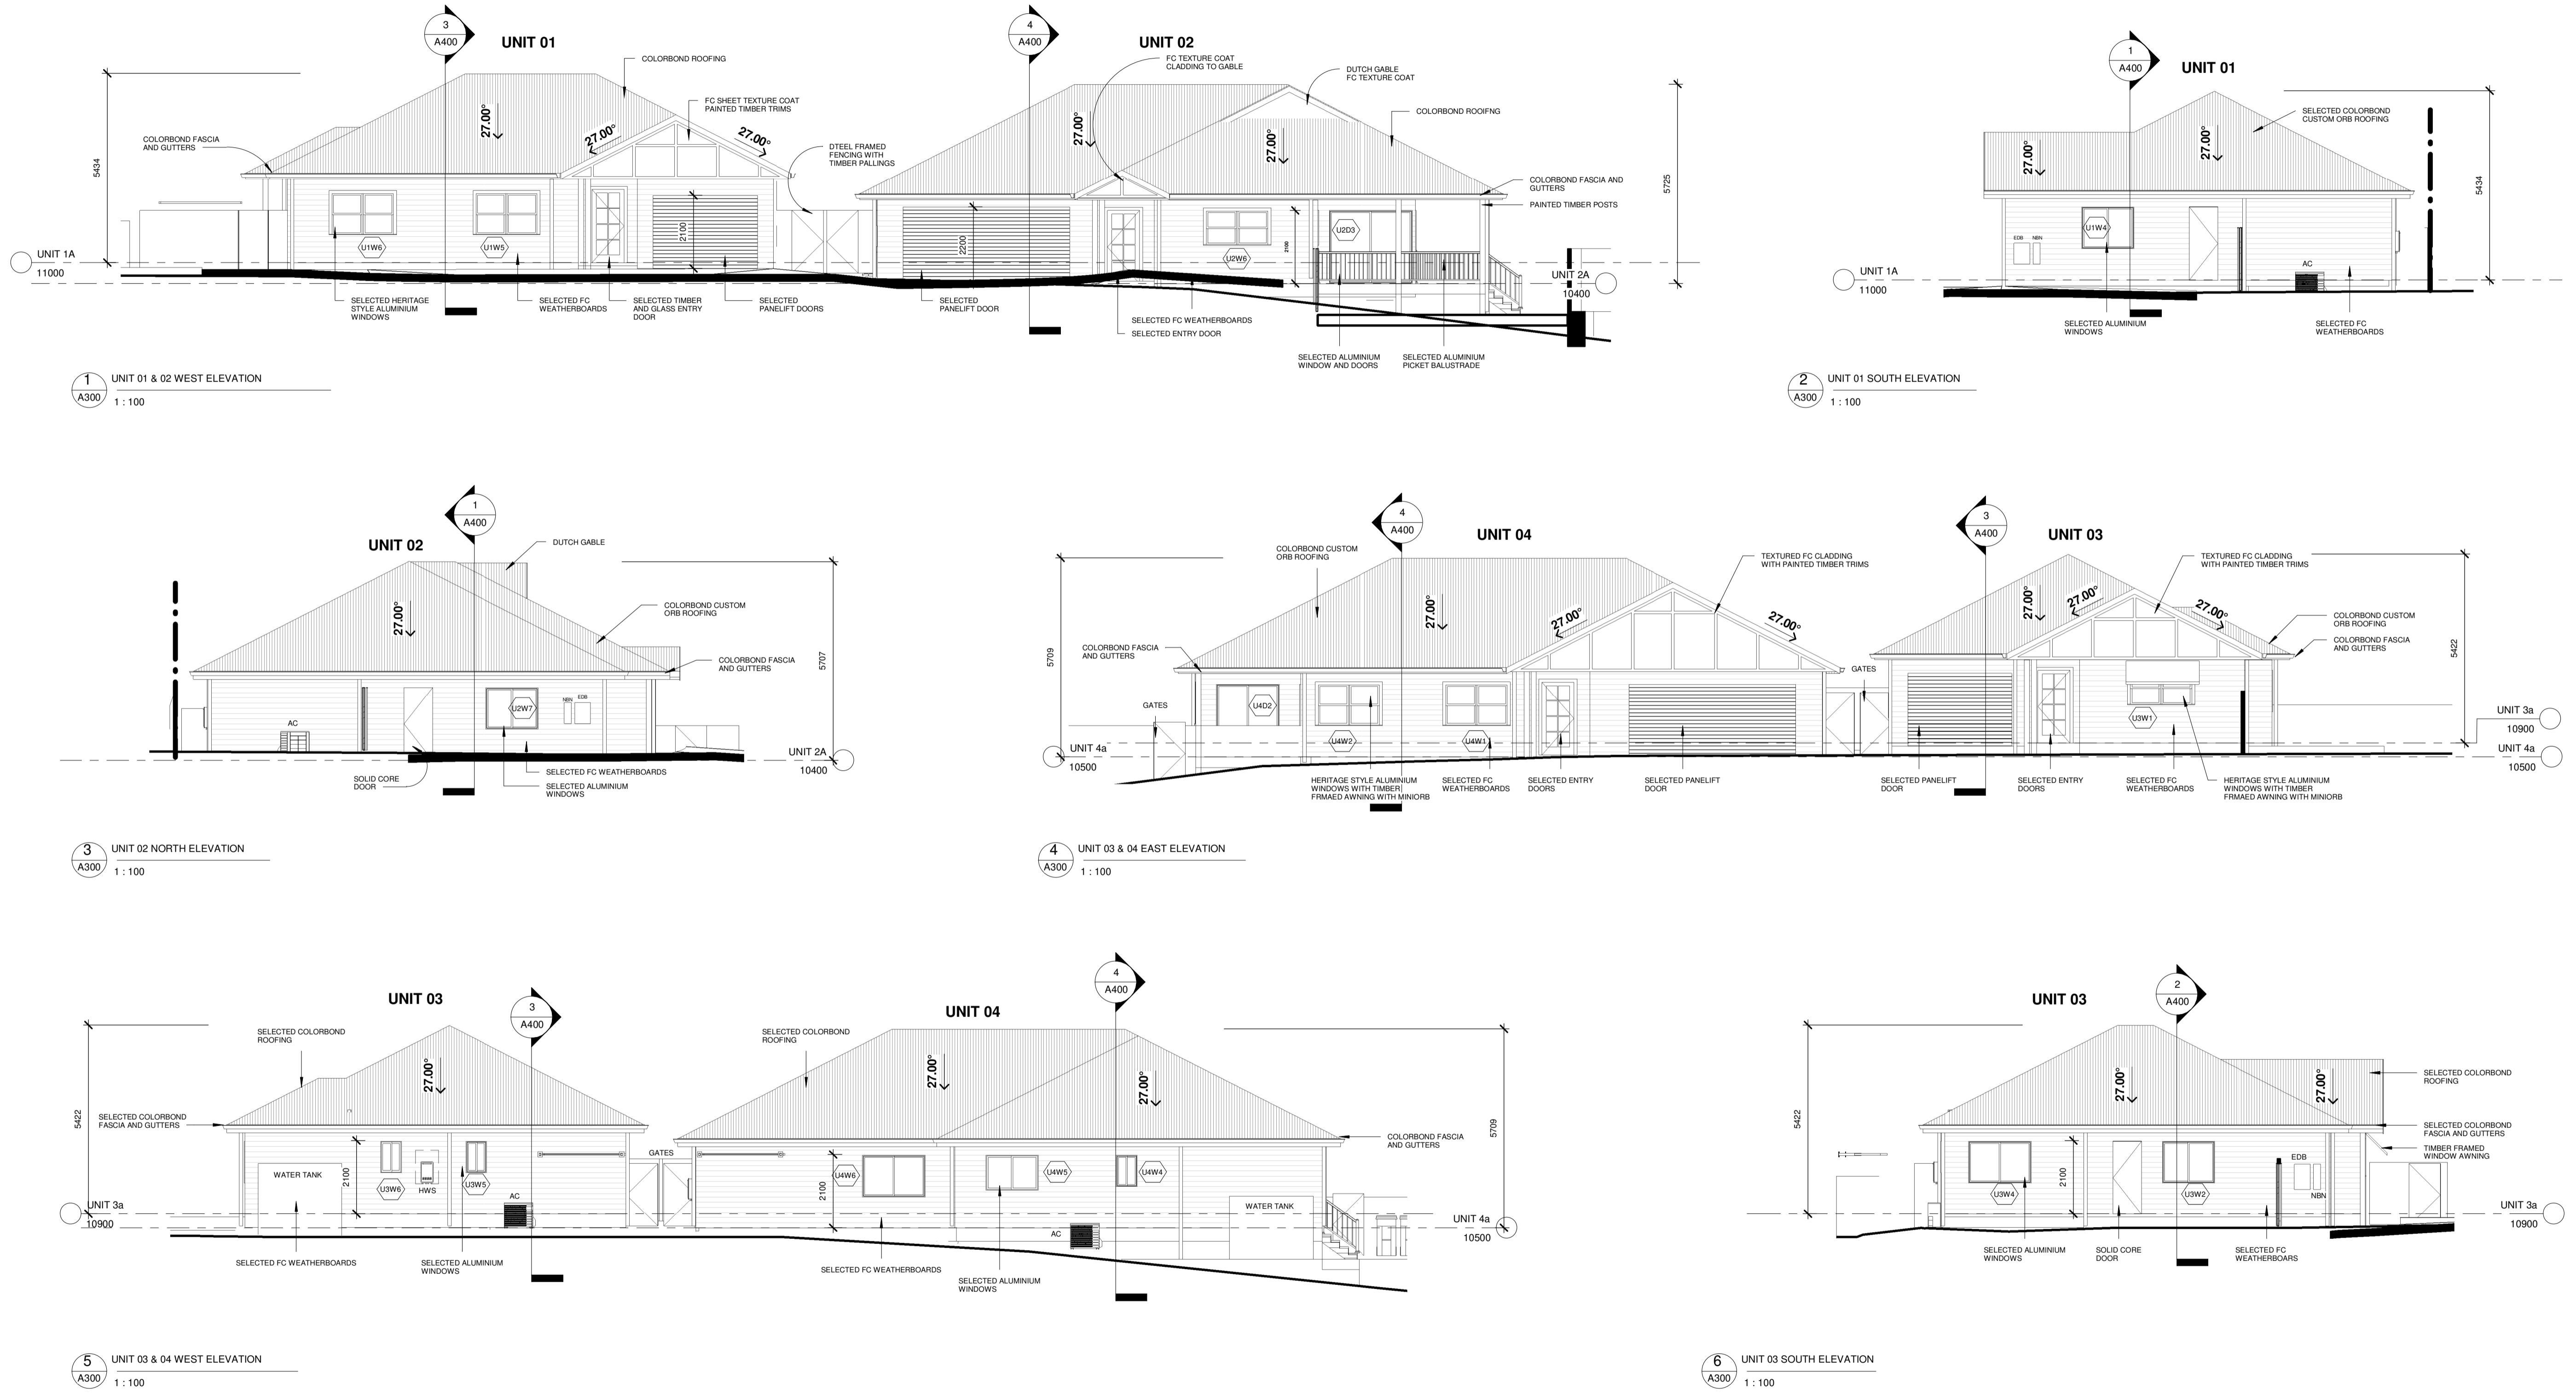 3
A400
UNIT 01
COLORBOND ROOFING
27.00°
FC SHEET TEXTURE COAT
PAINTED TIMBER TRIMS
27.00°
27.00°
COLORBOND FASCIA
AND GUTTERS
5434
DTEEL FRAMED
FENCING WITH
TIMBER PALLINGS
U1W6
U1W5
2100
UNIT 1A
11000
SELECTED HERITAGE
STYLE ALUMINIUM
WINDOWS
SELECTED FC
WEATHERBOARDS
SELECTED TIMBER
AND GLASS ENTRY
DOOR
SELECTED
PANELIFT DOORS
4
A400
UNIT 02
FC TEXTURE COAT
CLADDING TO GABLE
DUTCH GABLE
FC TEXTURE COAT
COLORBOND ROOIFNG
27.00°
27.00°
COLORBOND FASCIA AND
GUTTERS
PAINTED TIMBER POSTS
5725
2200
U2W6
2100
U2D3
UNIT 2A
10400
SELECTED
PANELIFT DOOR
SELECTED FC WEATHERBOARDS
SELECTED ENTRY DOOR
SELECTED ALUMINIUM
WINDOW AND DOORS
SELECTED ALUMINIUM
PICKET BALUSTRADE
1
A300
UNIT 01 & 02 WEST ELEVATION
1 : 100
1
A400
UNIT 01
SELECTED COLORBOND
CUSTOM ORB ROOFING
27.00°
27.00°
5434
U1W4
EDB
NBN
AC
UNIT 1A
11000
SELECTED ALUMINIUM
WINDOWS
SELECTED FC
WEATHERBOARDS
2
A300
UNIT 01 SOUTH ELEVATION
1 : 100
1
A400
UNIT 02
DUTCH GABLE
27.00°
COLORBOND CUSTOM
ORB ROOFING
COLORBOND FASCIA
AND GUTTERS
5707
U2W7
NBN
EDB
AC
UNIT 2A
10400
SOLID CORE
DOOR
SELECTED FC WEATHERBOARDS
SELECTED ALUMINIUM
WINDOWS
3
A300
UNIT 02 NORTH ELEVATION
1 : 100
4
A400
UNIT 04
COLORBOND CUSTOM
ORB ROOFING
TEXTURED FC CLADDING
WITH PAINTED TIMBER TRIMS
27.00°
27.00°
27.00°
COLORBOND FASCIA
AND GUTTERS
5709
GATES
GATES
U4D2
U4W2
U4W1
UNIT 4a
10500
HERITAGE STYLE ALUMINIUM
WINDOWS WITH TIMBER
FRMAED AWNING WITH MINIORB
SELECTED FC
WEATHERBOARDS
SELECTED ENTRY
DOORS
SELECTED PANELIFT
DOOR
3
A400
UNIT 03
TEXTURED FC CLADDING
WITH PAINTED TIMBER TRIMS
27.00°
27.00°
27.00°
COLORBOND CUSTOM
ORB ROOFING
COLORBOND FASCIA
AND GUTTERS
5422
U3W1
UNIT 3a
10900
UNIT 4a
10500
SELECTED PANELIFT
DOOR
SELECTED ENTRY
DOORS
SELECTED FC
WEATHERBOARDS
HERITAGE STYLE ALUMINIUM
WINDOWS WITH TIMBER
FRMAED AWNING WITH MINIORB
4
A300
UNIT 03 & 04 EAST ELEVATION
1 : 100
UNIT 03
3
A400
SELECTED COLORBOND
ROOFING
27.00°
SELECTED COLORBOND
FASCIA AND GUTTERS
5422
WATER TANK
2100
U3W6
HWS
U3W5
AC
GATES
UNIT 3a
10900
SELECTED FC WEATHERBOARDS
SELECTED ALUMINIUM
WINDOWS
UNIT 04
4
A400
SELECTED COLORBOND
ROOFING
27.00°
27.00°
COLORBOND FASCIA
AND GUTTERS
5709
2100
U4W6
U4W5
U4W4
WATER TANK
AC
UNIT 4a
10500
SELECTED FC WEATHERBOARDS
SELECTED ALUMINIUM
WINDOWS
5
A300
UNIT 03 & 04 WEST ELEVATION
1 : 100
UNIT 03
2
A400
27.00°
27.00°
SELECTED COLORBOND
ROOFING
SELECTED COLORBOND
FASCIA AND GUTTERS
TIMBER FRAMED
WINDOW AWNING
5422
2100
U3W4
U3W2
EDB
NBN
UNIT 3a
10900
SELECTED ALUMINIUM
WINDOWS
SOLID CORE
DOOR
SELECTED FC
WEATHERBOARS
6
A300
UNIT 03 SOUTH ELEVATION
1 : 100